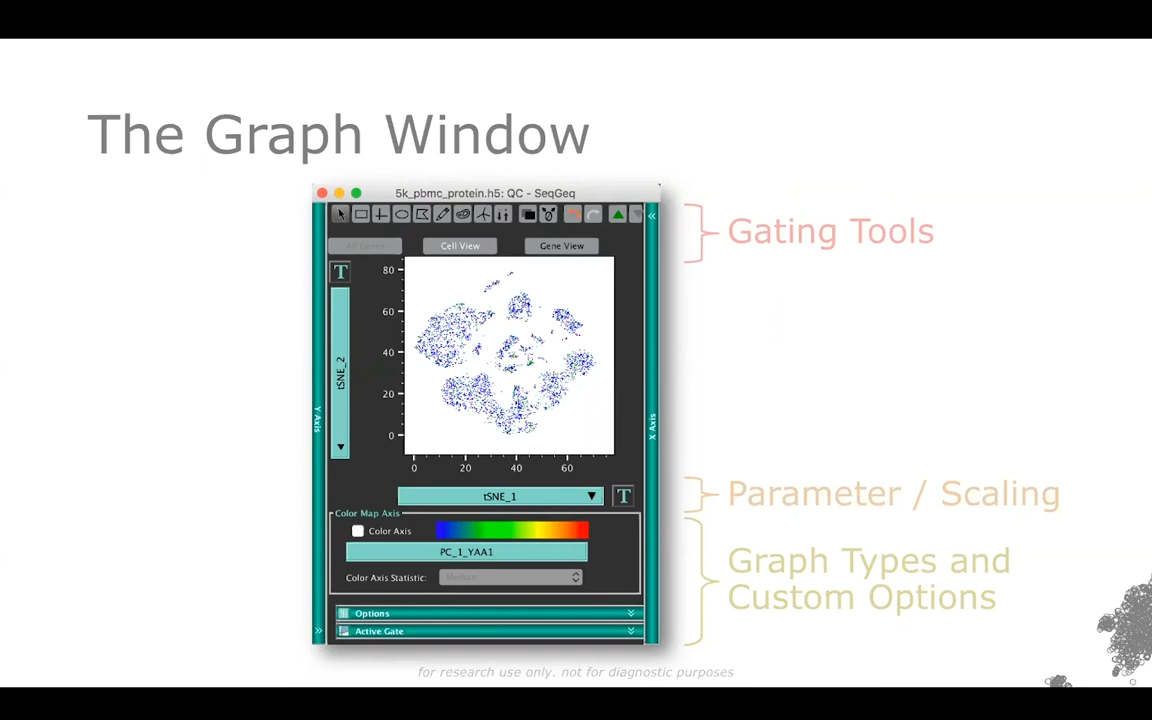 The Graph Window
5k_pbmc_protein.h5: QC - SeqGeq
Gating Tools
Cell View
Gene View
T
80
60
40
20
0
tSNE_2
Y Axis
X Axis
0 20 40 60
tSNE_1
T
Parameter / Scaling
Color Map Axis
Color Axis
PC_1_YAA1
Color Axis Statistic:
Median
Graph Types and
Custom Options
Options
Active Gate
for research use only. not for diagnostic purposes